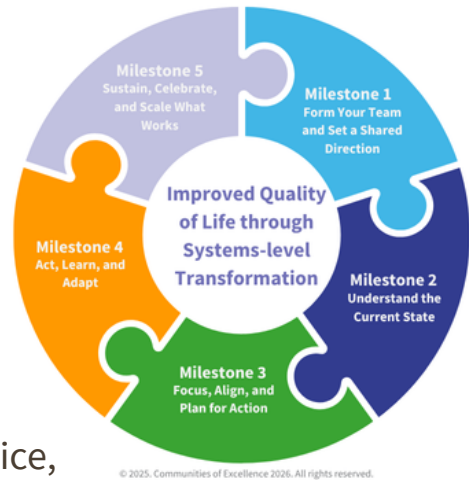 Milestone 5
Sustain, Celebrate,
and Scale What
Works
Milestone 1
Form Your Team
and Set a Shared
Direction
Improved Quality
of Life through
Systems-level
Transformation
Milestone 4
Act, Learn, and
Adapt
Milestone 2
Understand the
Current State
Milestone 3
Focus, Align, and
Plan for Action
ice,
© 2025. Communities of Excellence 2026. All rights reserved.